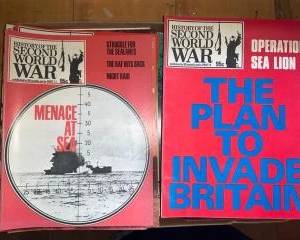 HISTORY OF THE
SECOND
WORLD
WAR
STRUGGLE FOR
THE SEALANES
THE RAF HITS BACK
NIGHT RAID
MENACE
AT
SEA
HISTORY OF THE
SECOND
WORLD
WAR
OPERATIO
SEA LION
THE
PLAN
TO
INVADE
BRITAIN